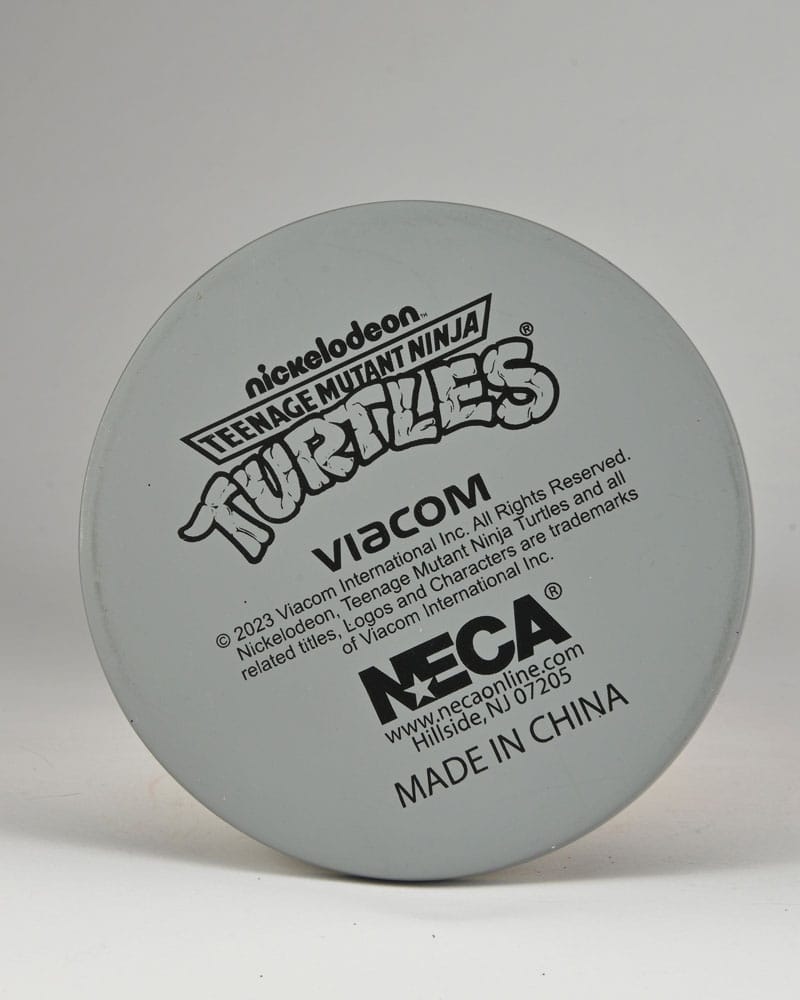 nickelodeon™
TEENAGE MUTANT NINJA
TURTLES®
VIACOM
© 2023 Viacom International Inc. All Rights Reserved.
Nickelodeon, Teenage Mutant Ninja Turtles and all
related titles, Logos and Characters are trademarks
of Viacom International Inc.
NECA®
www.necaonline.com
Hillside, NJ 07205
MADE IN CHINA